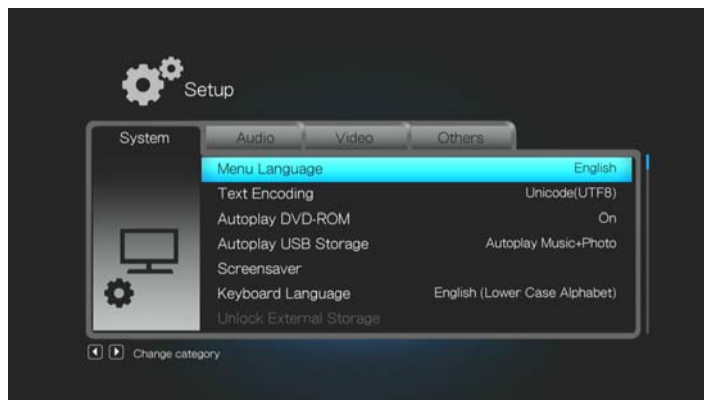 Setup
System Audio Video Others
Menu Language English
Text Encoding Unicode(UTF8)
Autoplay DVD-ROM On
Autoplay USB Storage Autoplay Music+Photo
Screensaver
Keyboard Language English (Lower Case Alphabet)
Unlock External Storage
Change category